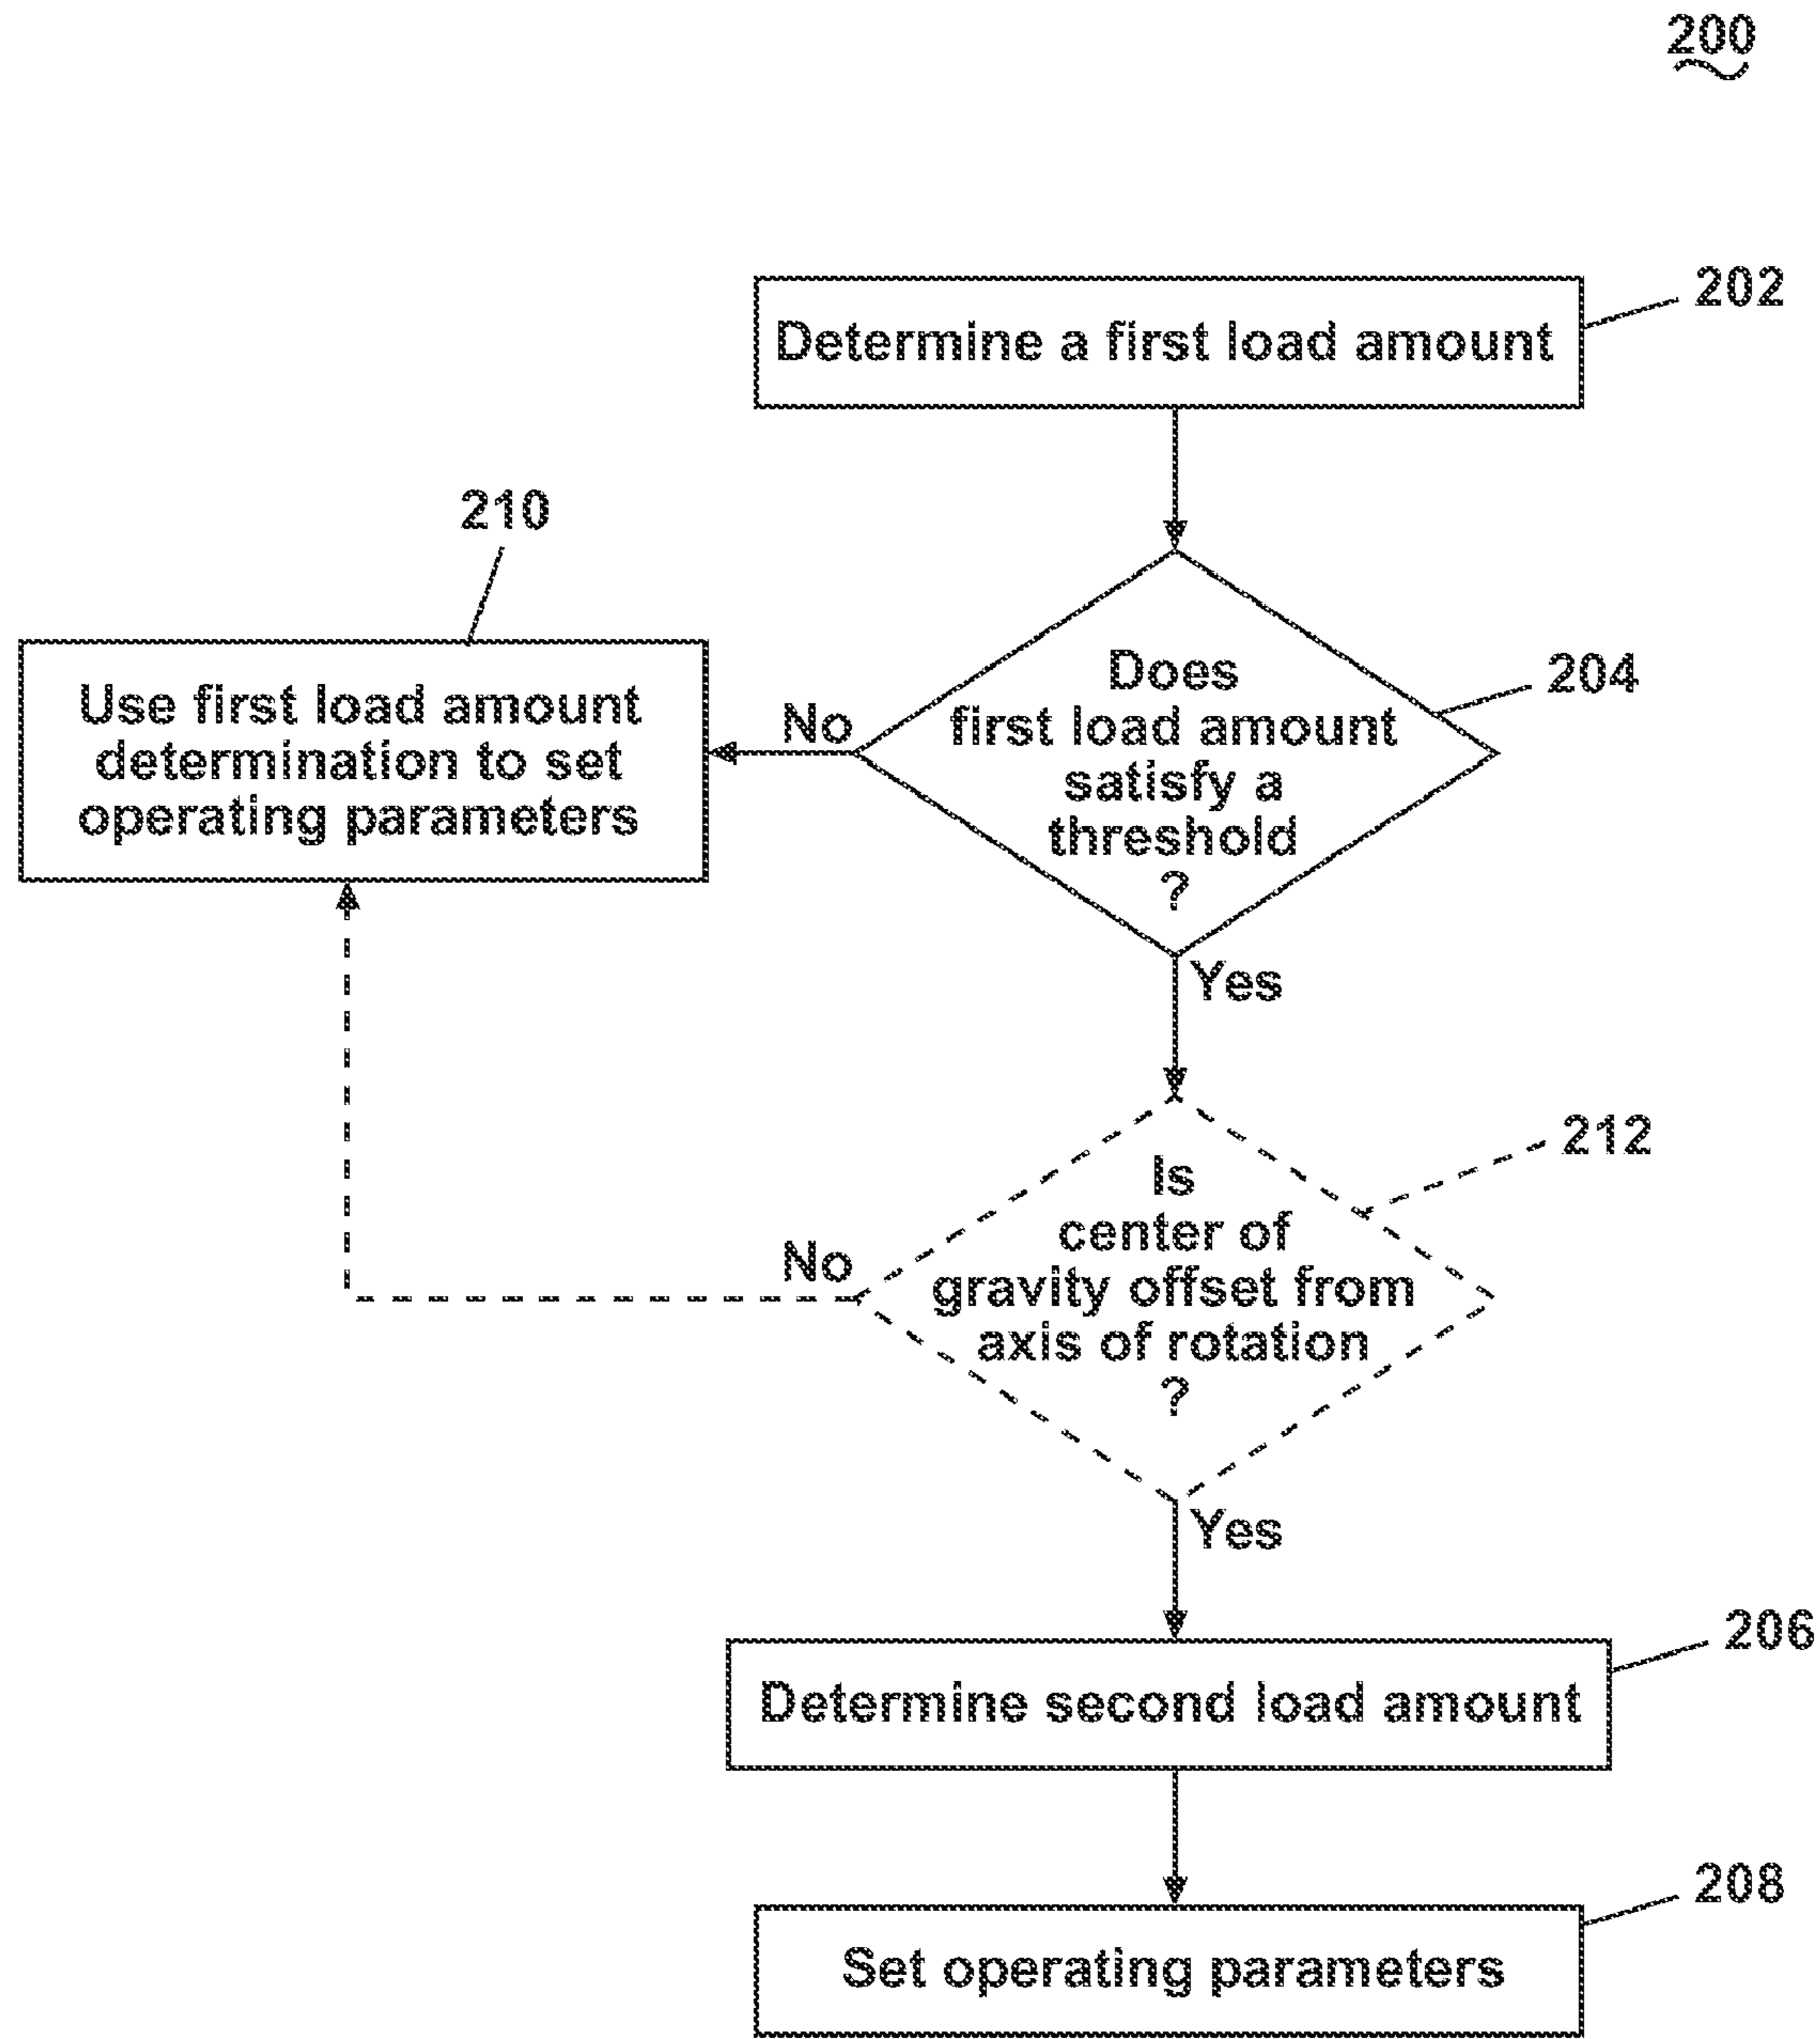 200
202
Determine a first load amount
210
204
Use first load amount
determination to set
operating parameters
No
Does
first load amount
satisfy a
threshold
?
Yes
212
Is
center of
gravity offset from
axis of rotation
?
No
Yes
206
Determine second load amount
208
Set operating parameters